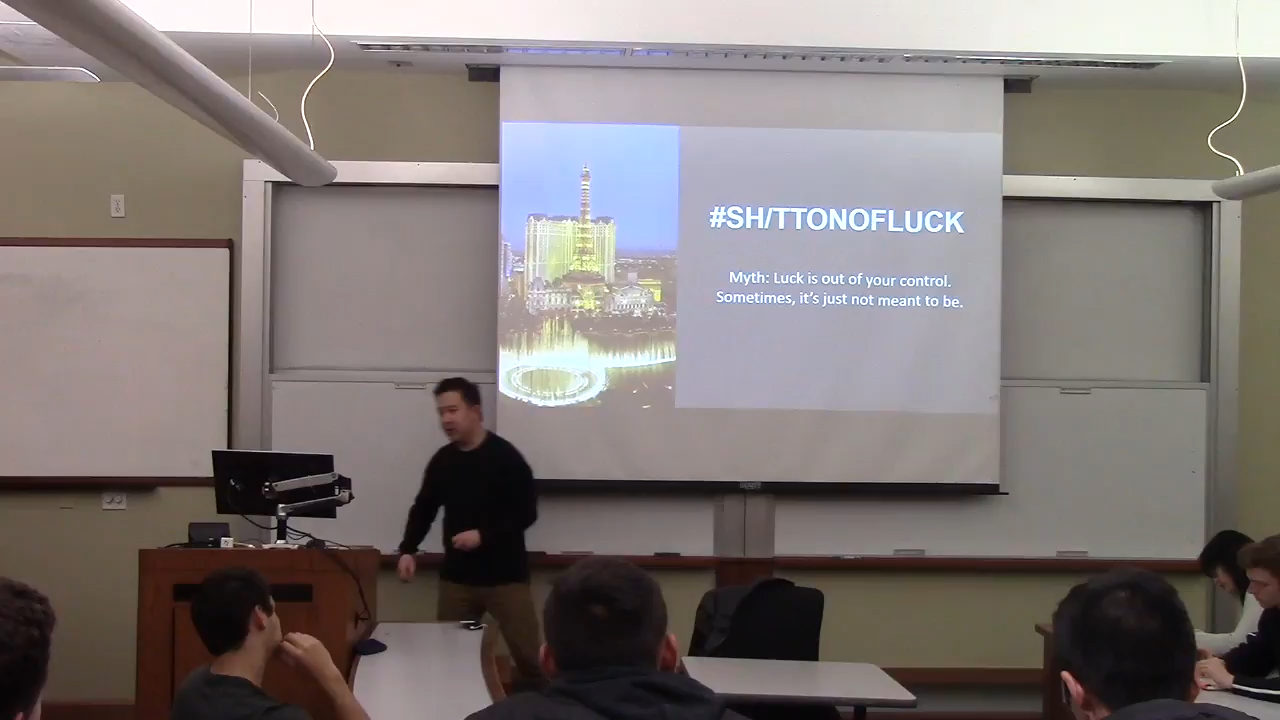 #SH/TTONOFLUCK
Myth: Luck is out of your control.
Sometimes, it's just not meant to be.